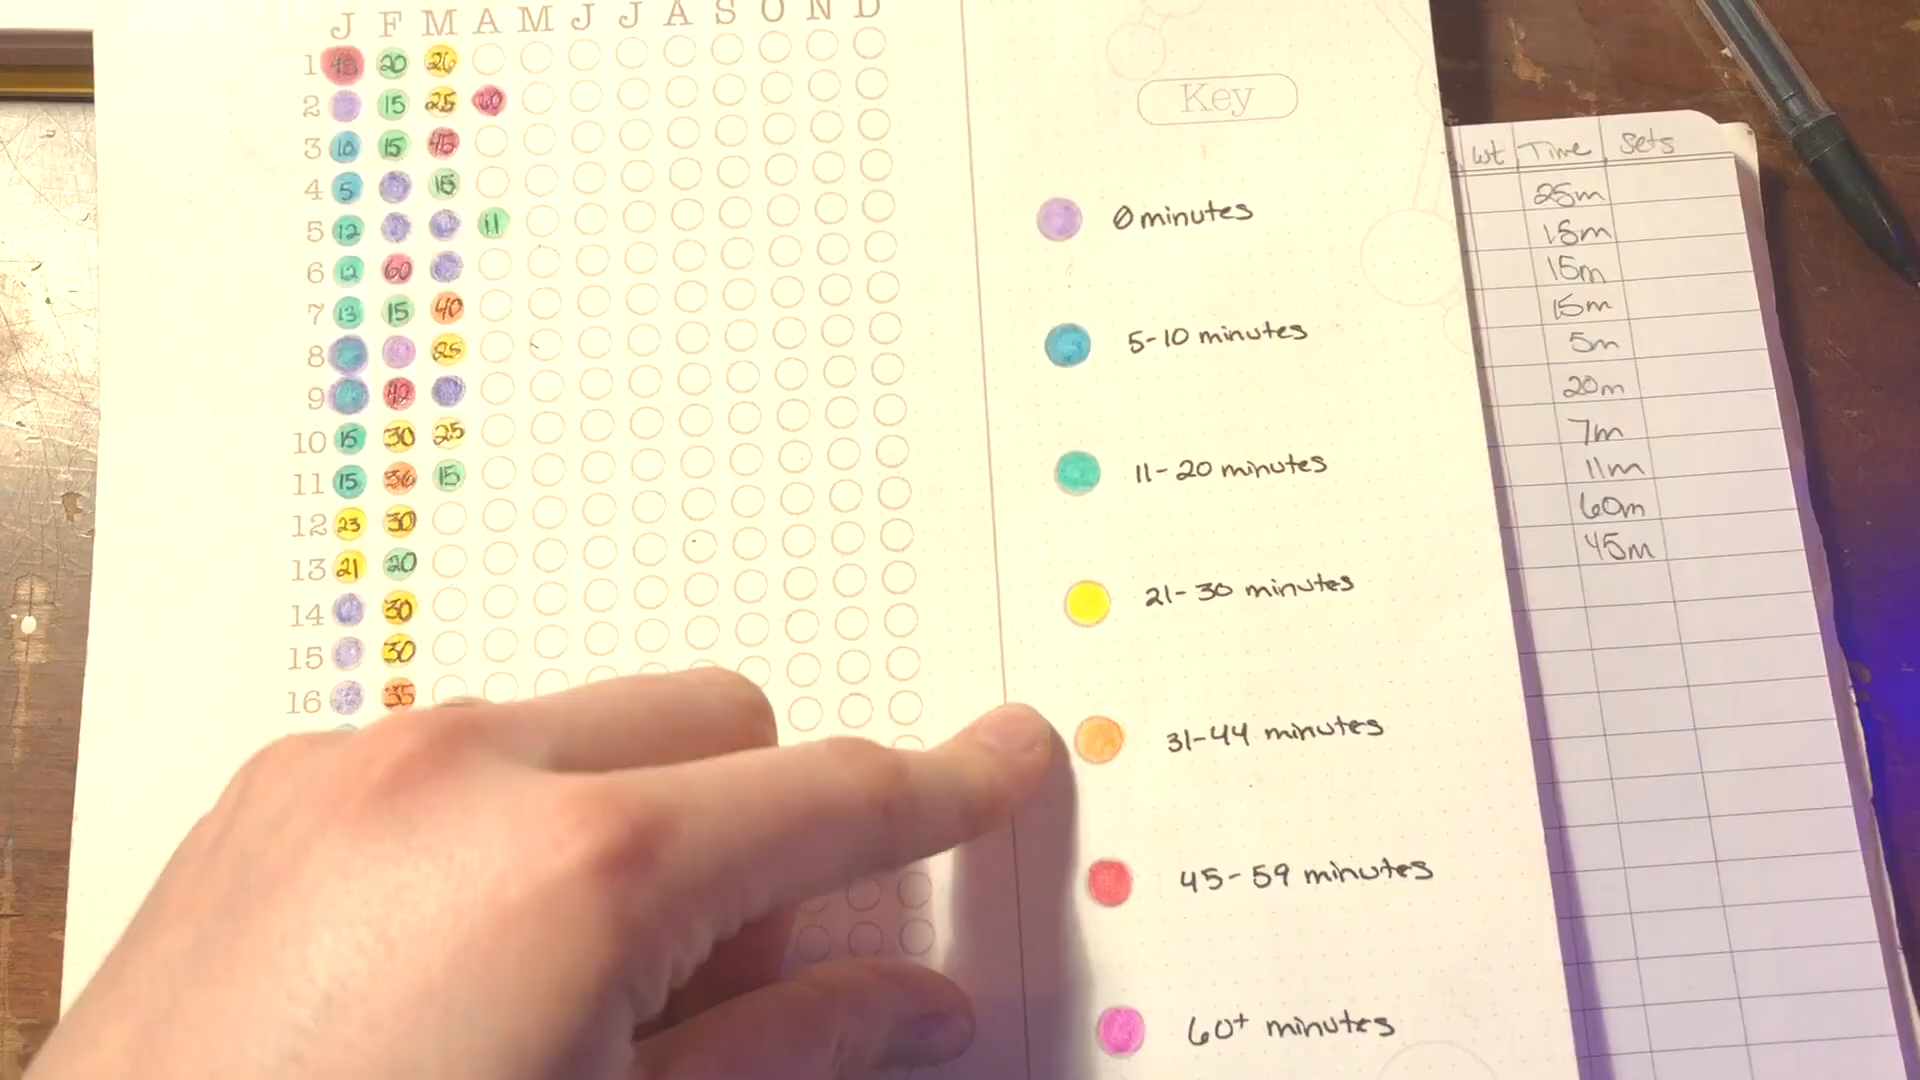 J F M A M J J A S O N D
1 48 20 26
2 15 25 60
3 10 15 45
4 5 15
5 12 11
6 12 60
7 13 15 40
8 25
9 42
10 15 30 25
11 15 36 15
12 23 30
13 21 20
14 30
15 30
16 35
Key
0 minutes
5-10 minutes
11-20 minutes
21-30 minutes
31-44 minutes
45-59 minutes
60+ minutes
wt Time Sets
25m
15m
15m
15m
5m
20m
7m
11m
60m
45m